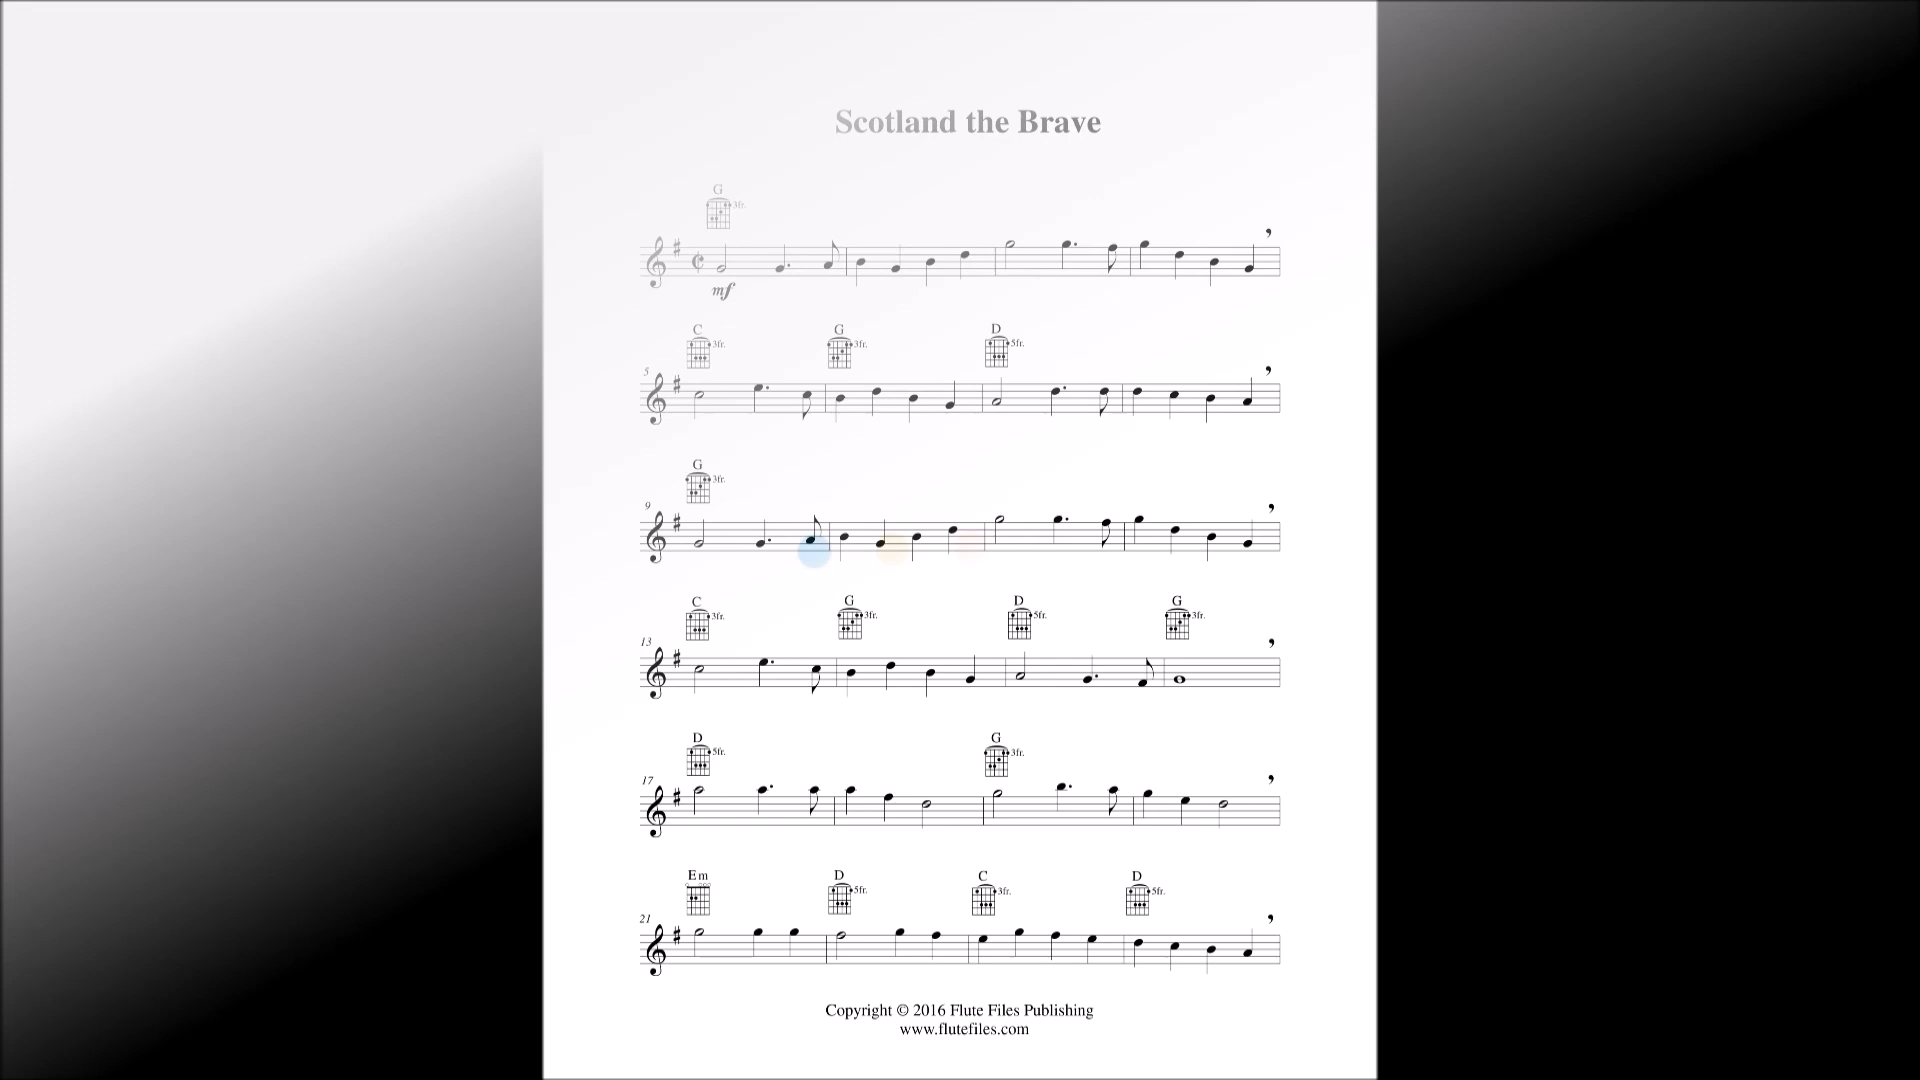 Scotland the Brave
G
3fr.
mf
C 3fr. G 3fr. D 5fr.
5
G 3fr.
9
C 3fr. G 3fr. D 5fr. G 3fr.
13
D 5fr. G 3fr.
17
Em D 5fr. C 3fr. D 5fr.
21
Copyright © 2016 Flute Files Publishing
www.flutefiles.com